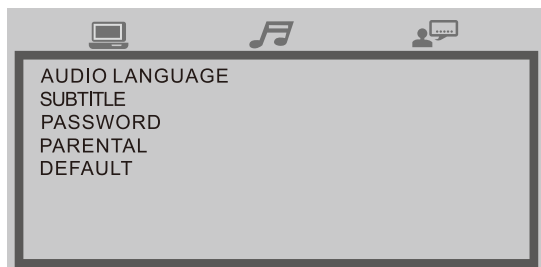 AUDIO LANGUAGE
SUBTITLE
PASSWORD
PARENTAL
DEFAULT